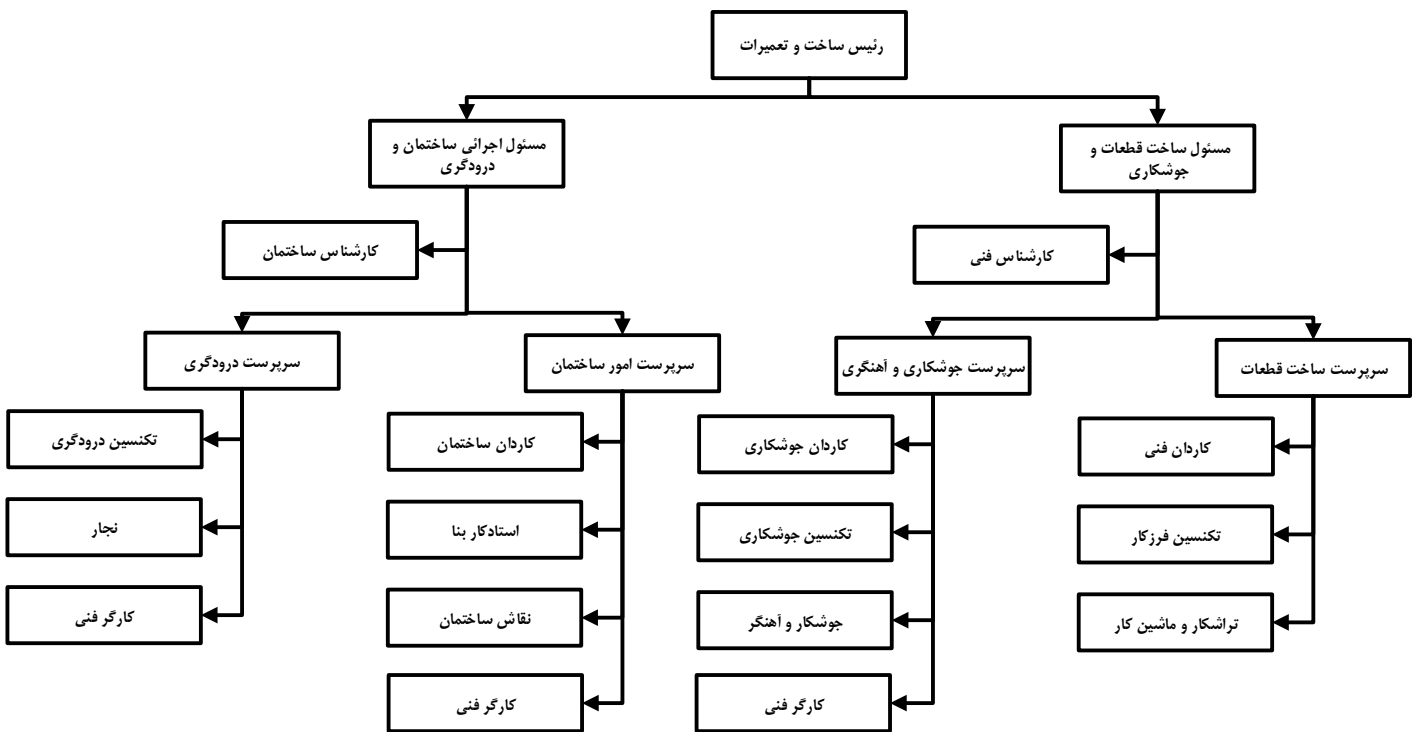 رئیس ساخت و تعمیرات
مسئول ساخت قطعات و
جوشکاری
مسئول اجرائی ساختمان و
درودگری
کارشناس فنی
کارشناس ساختمان
سرپرست ساخت قطعات
سرپرست جوشکاری و آهنگری
سرپرست امور ساختمان
سرپرست درودگری
کاردان فنی
کاردان جوشکاری
کاردان ساختمان
تکنسین درودگری
تکنسین فرزکار
تکنسین جوشکاری
استادکار بنا
نجار
تراشکار و ماشین کار
جوشکار و آهنگر
نقاش ساختمان
کارگر فنی
کارگر فنی
کارگر فنی